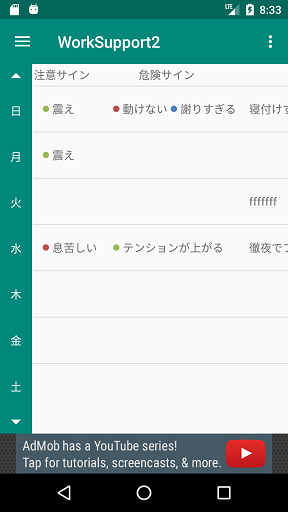 LTE 8:33
WorkSupport2
注意サイン 危険サイン
日 震え 動けない 謝りすぎる 寝付けす
月 震え
火 fffffff
水 息苦しい テンションが上がる 徹夜で
木
金
土
AdMob has a YouTube series!
Tap for tutorials, screencasts, & more.